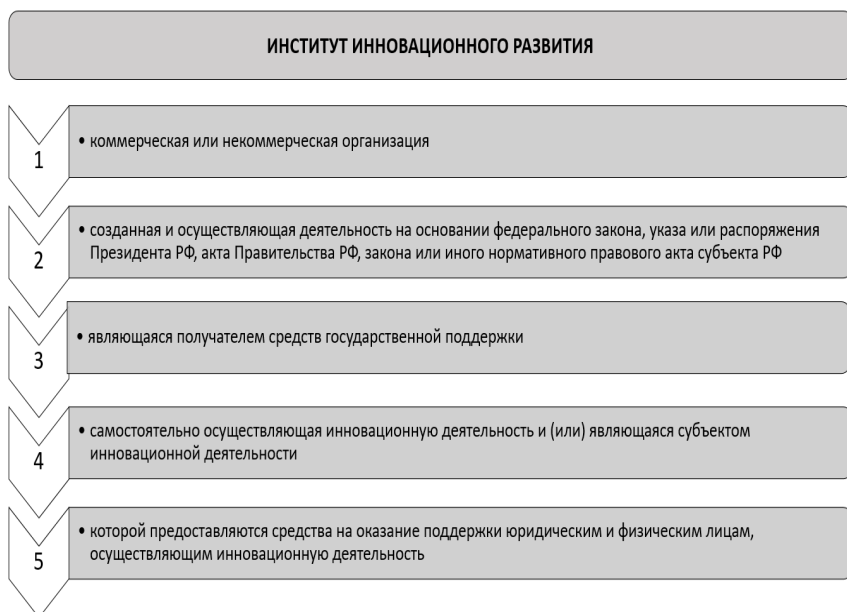 ИНСТИТУТ ИННОВАЦИОННОГО РАЗВИТИЯ
1
• коммерческая или некоммерческая организация
2
• созданная и осуществляющая деятельность на основании федерального закона, указа или распоряжения
Президента РФ, акта Правительства РФ, закона или иного нормативного правового акта субъекта РФ
3
• являющаяся получателем средств государственной поддержки
4
• самостоятельно осуществляющая инновационную деятельность и (или) являющаяся субъектом
инновационной деятельности
5
• которой предоставляются средства на оказание поддержки юридическим и физическим лицам,
осуществляющим инновационную деятельность